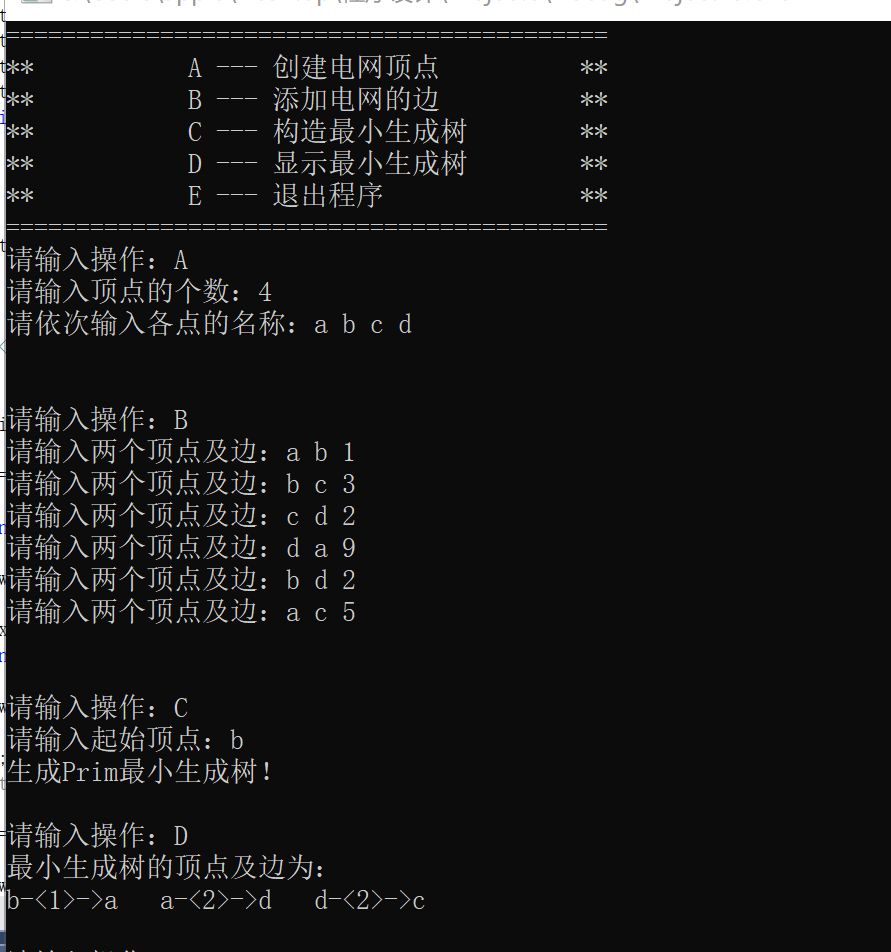 ==========================================
** A --- 创建电网顶点 **
** B --- 添加电网的边 **
** C --- 构造最小生成树 **
** D --- 显示最小生成树 **
** E --- 退出程序 **
==========================================
请输入操作：A
请输入顶点的个数：4
请依次输入各点的名称：a b c d
请输入操作：B
请输入两个顶点及边：a b 1
请输入两个顶点及边：b c 3
请输入两个顶点及边：c d 2
请输入两个顶点及边：d a 9
请输入两个顶点及边：b d 2
请输入两个顶点及边：a c 5
请输入操作：C
请输入起始顶点：b
生成Prim最小生成树！
请输入操作：D
最小生成树的顶点及边为：
b-<1>->a a-<2>->d d-<2>->c